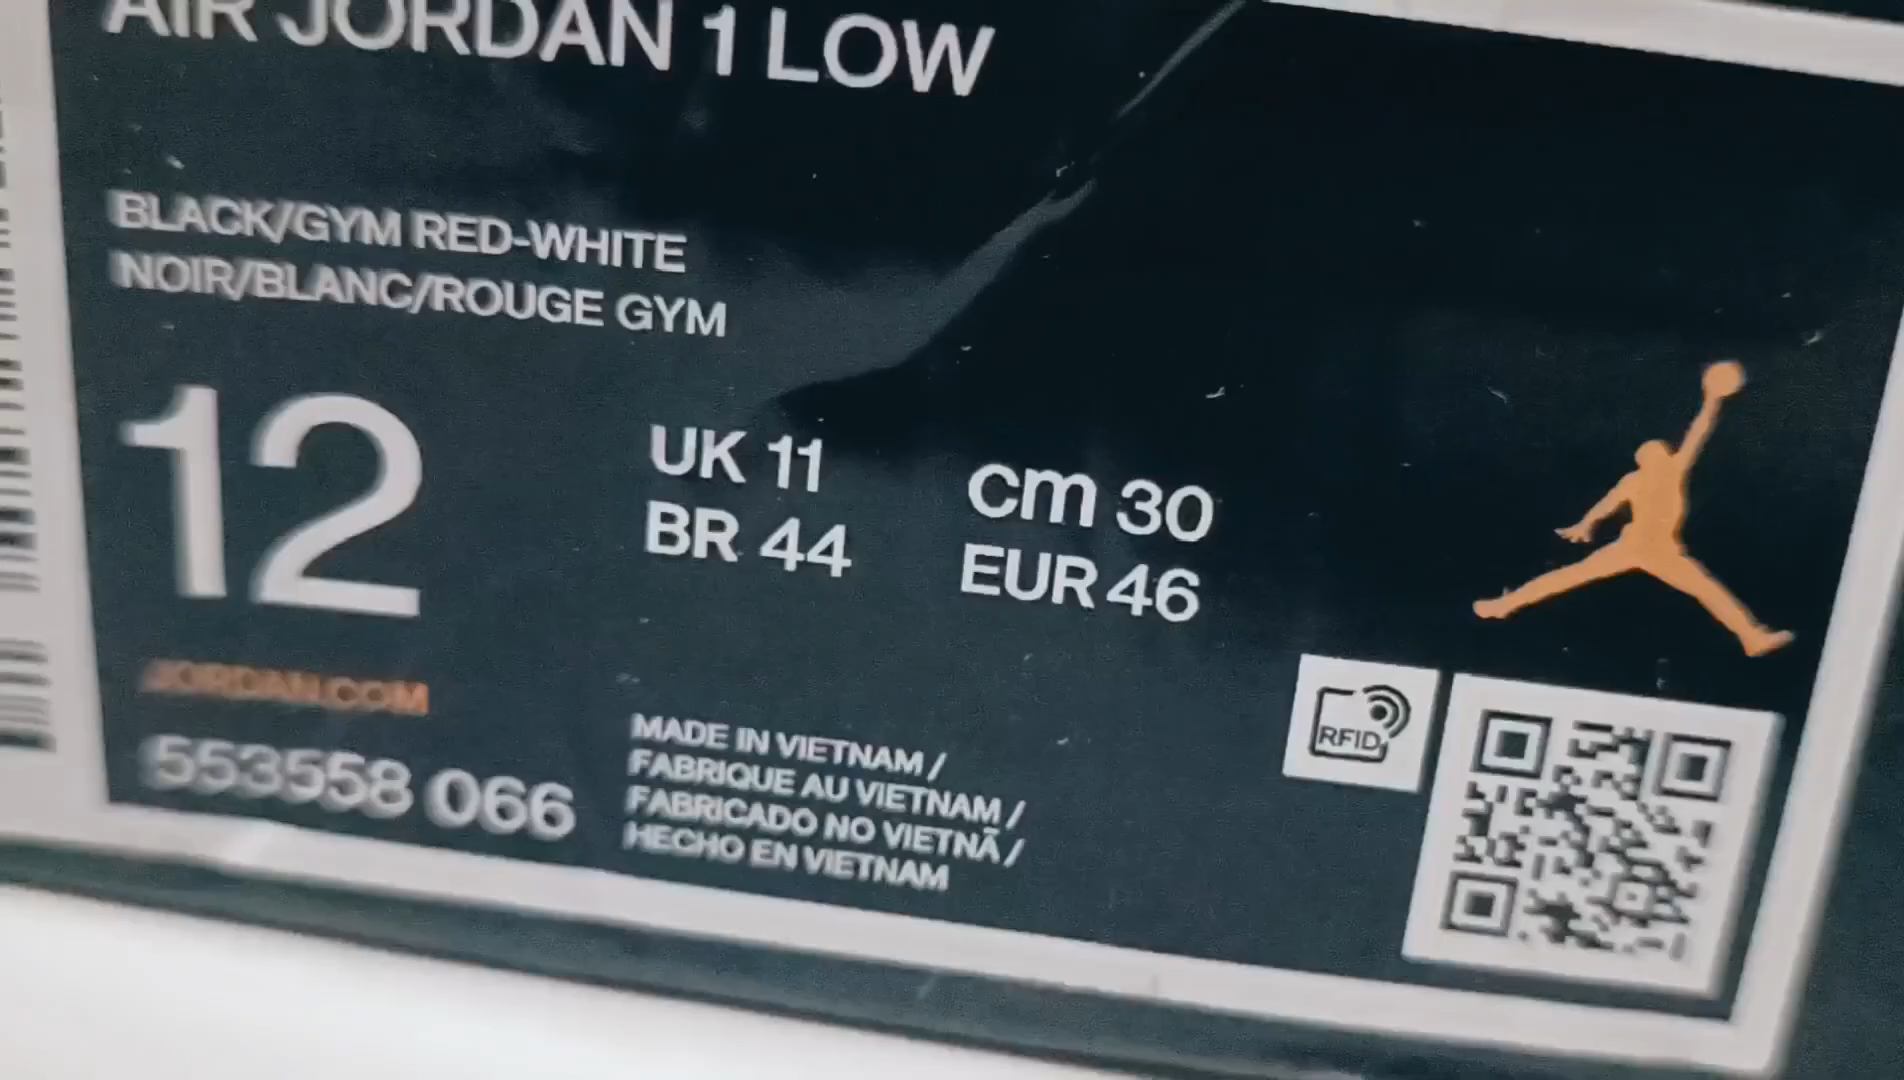 AIR JORDAN 1 LOW
BLACK/GYM RED-WHITE
NOIR/BLANC/ROUGE GYM
12
UK 11
BR 44
cm 30
EUR 46
JORDAN.COM
553558 066
MADE IN VIETNAM /
FABRIQUE AU VIETNAM /
FABRICADO NO VIETNÃ /
HECHO EN VIETNAM
RFID